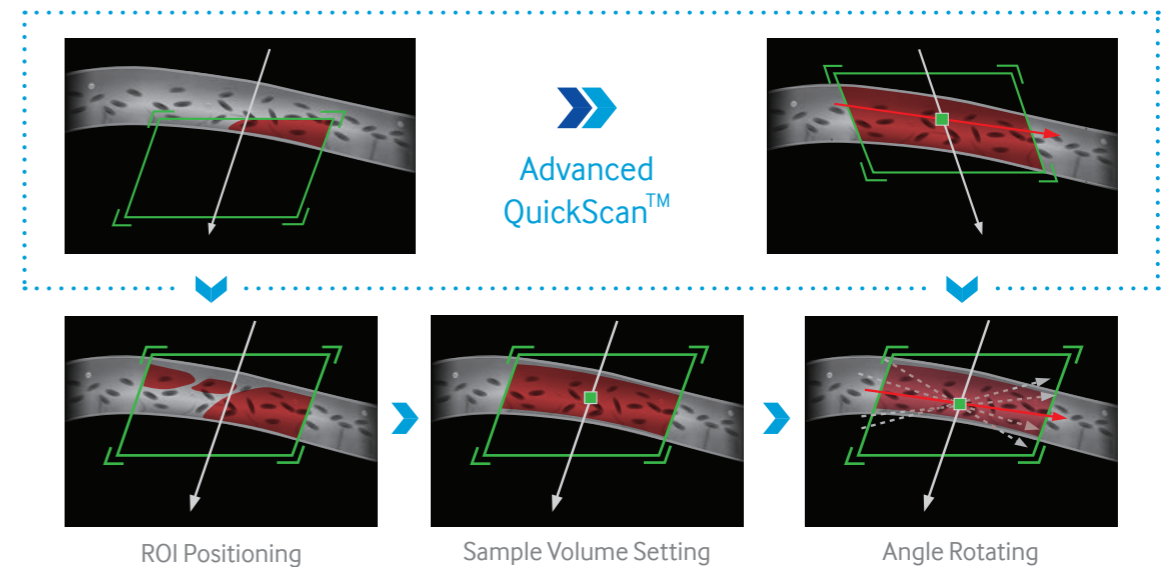 Advanced
QuickScan™
ROI Positioning
Sample Volume Setting
Angle Rotating